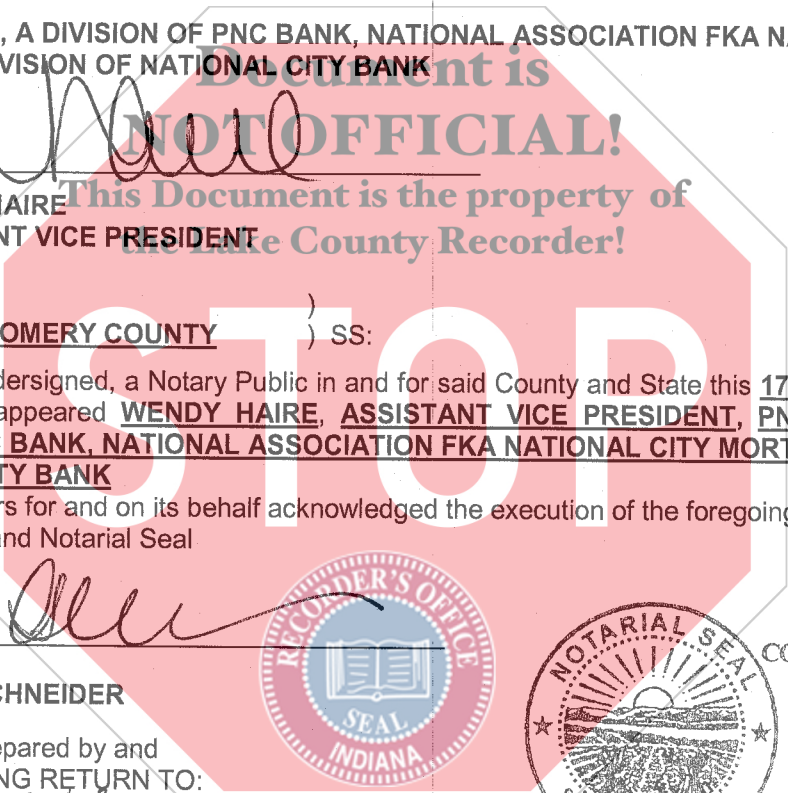 , A DIVISION OF PNC BANK, NATIONAL ASSOCIATION FKA
VISION OF NATIONAL CITY BANK
Document is
NOT OFFICIAL!
This Document is the property of
the Lake County Recorder!
HAIRE
NT VICE PRESIDENT
)
OMERY COUNTY ) SS:
dersigned, a Notary Public in and for said County and State this 17
appeared WENDY HAIRE, ASSISTANT VICE PRESIDENT, PN
BANK, NATIONAL ASSOCIATION FKA NATIONAL CITY MORT
TY BANK
rs for and on its behalf acknowledged the execution of the foregoing
and Notarial Seal
STOP
RECORDER'S OFFICE
SEAL
INDIANA
NOTARIAL SEAL
CO
CHNEIDER
epared by and
NG RETURN TO: